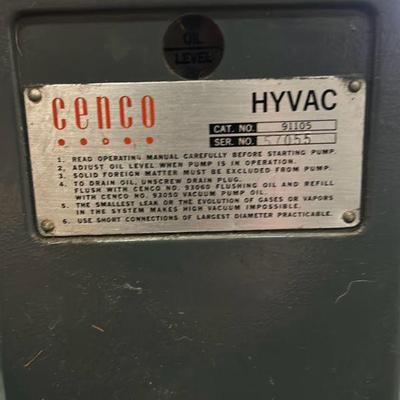 OIL
LEVEL
cenco HYVAC
CAT. NO. 91105
SER. NO. 57055
1. READ OPERATING MANUAL CAREFULLY BEFORE STARTING PUMP.
2. ADJUST OIL LEVEL WHEN PUMP IS IN OPERATION.
3. SOLID FOREIGN MATTER MUST BE EXCLUDED FROM PUMP.
4. TO DRAIN OIL, UNSCREW DRAIN PLUG.
FLUSH WITH CENCO NO. 93060 FLUSHING OIL AND REFILL
WITH CENCO NO. 93050 VACUUM PUMP OIL.
5. THE SMALLEST LEAK OR THE EVOLUTION OF GASES OR VAPORS
IN THE SYSTEM MAKES HIGH VACUUM IMPOSSIBLE.
6. USE SHORT CONNECTIONS OF LARGEST DIAMETER PRACTICABLE.